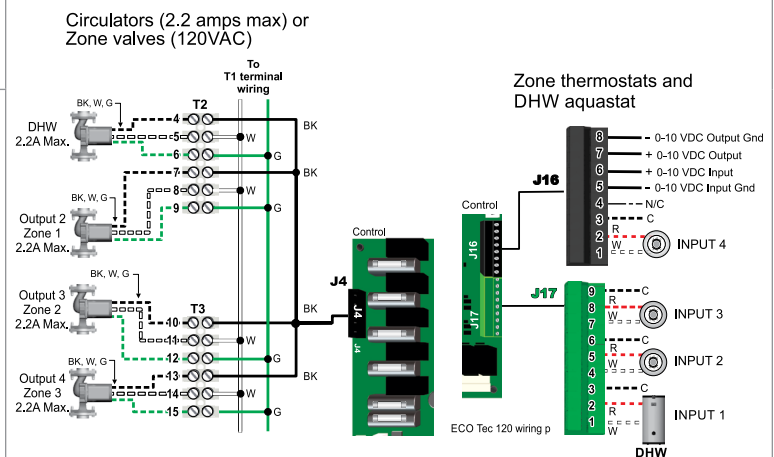 Circulators (2.2 amps max) or
Zone valves (120VAC)
To
T1 terminal
wiring
BK, W, G
T2
DHW
2.2A Max.
4
5
6
7
8
9
BK
W
G
BK
W
G
BK, W, G
Output 2
Zone 1
2.2A Max.
BK, W, G
Output 3
Zone 2
2.2A Max.
T3
10
11
12
13
14
15
BK
W
G
BK
W
G
BK, W, G
Output 4
Zone 3
2.2A Max.
Control
J4
J4
J4
Zone thermostats and
DHW aquastat
Control
J16
J17
ECO Tec 120 wiring p
J16
8 - 0-10 VDC Output Gnd
7 + 0-10 VDC Output
6 + 0-10 VDC Input
5 - 0-10 VDC Input Gnd
4 N/C
3 C
2 R
1 W
INPUT 4
J17
9 C
8 R
7 W
INPUT 3
6 C
5 R
4 W
INPUT 2
3 C
2 R
1 W
INPUT 1
DHW